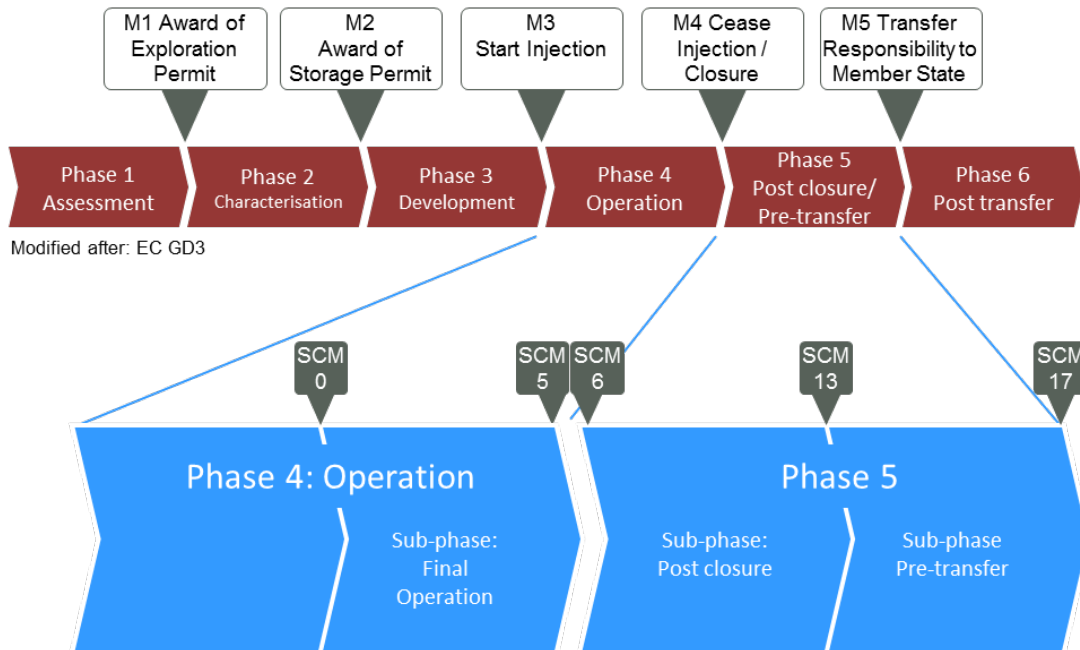 M1 Award of
Exploration
Permit
M2
Award of
Storage Permit
M3
Start Injection
M4 Cease
Injection /
Closure
M5 Transfer
Responsibility to
Member State
Phase 1
Assessment
Phase 2
Characterisation
Phase 3
Development
Phase 4
Operation
Phase 5
Post closure/
Pre-transfer
Phase 6
Post transfer
Modified after: EC GD3
SCM
0
SCM
5
SCM
6
SCM
13
SCM
17
Phase 4: Operation
Phase 5
Sub-phase:
Final
Operation
Sub-phase:
Post closure
Sub-phase
Pre-transfer